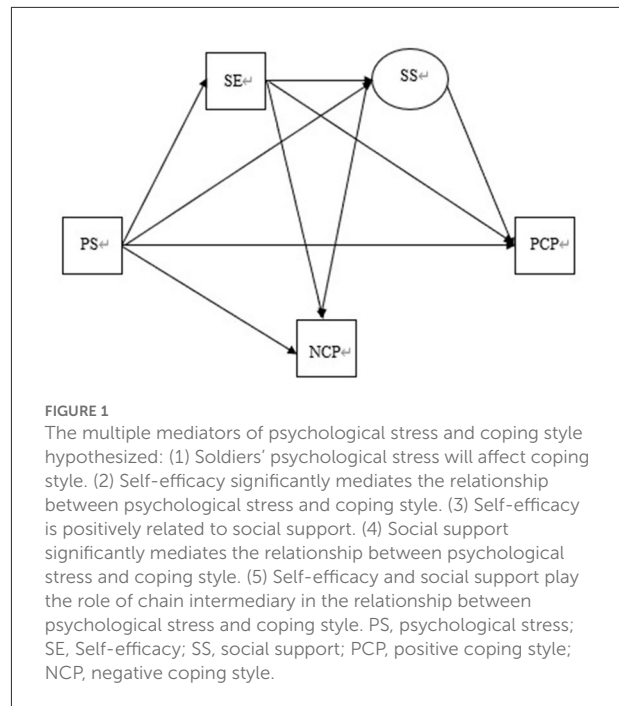 SE↵
SS↵
PS↵
PCP↵
NCP↵
FIGURE 1
The multiple mediators of psychological stress and coping style
hypothesized: (1) Soldiers' psychological stress will affect coping
style. (2) Self-efficacy significantly mediates the relationship
between psychological stress and coping style. (3) Self-efficacy
is positively related to social support. (4) Social support
significantly mediates the relationship between psychological
stress and coping style. (5) Self-efficacy and social support play
the role of chain intermediary in the relationship between
psychological stress and coping style. PS, psychological stress;
SE, Self-efficacy; SS, social support; PCP, positive coping style;
NCP, negative coping style.